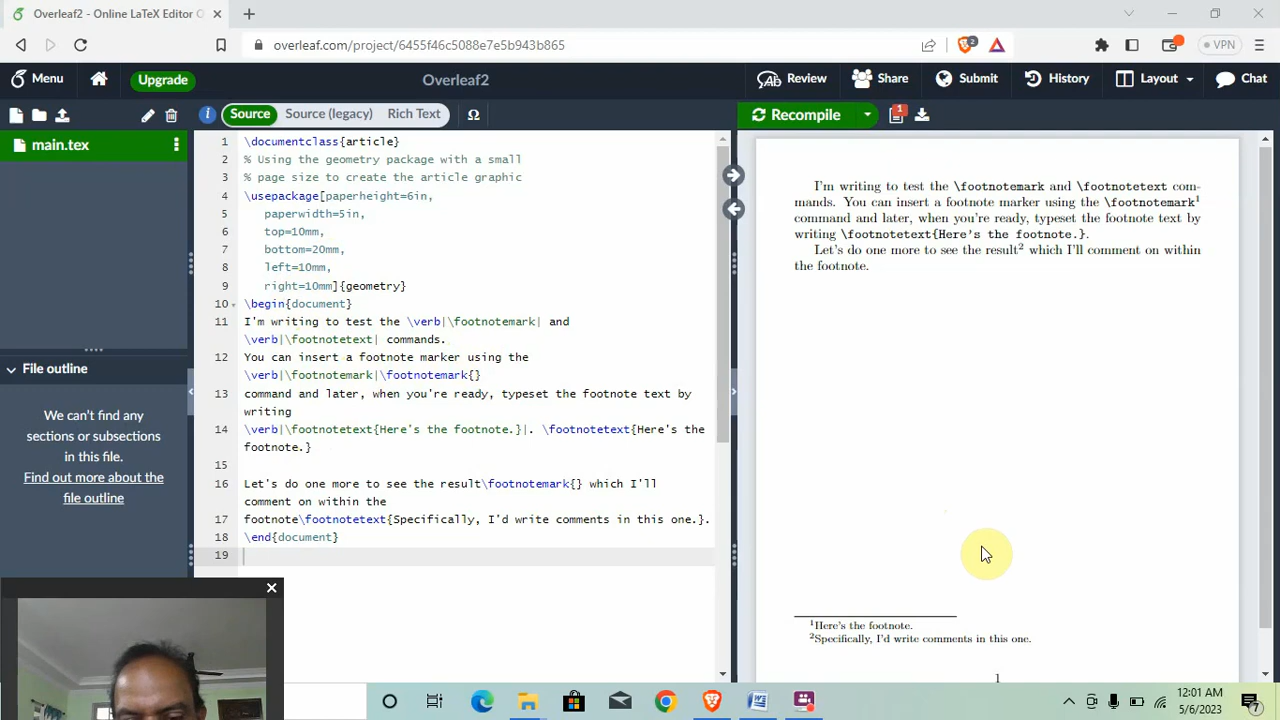 Overleaf2 - Online LaTeX Editor O
overleaf.com/project/6455f46c5088e7e5b943b865
2
VPN
Menu
Upgrade
Overleaf2
Review
Share
Submit
History
Layout
Chat
Source
Source (legacy)
Rich Text
Ω
Recompile
1
main.tex
File outline
We can't find any
sections or subsections
in this file.
Find out more about the
file outline
1 \documentclass{article}
2 % Using the geometry package with a small
3 % page size to create the article graphic
4 \usepackage[paperheight=6in,
5 paperwidth=5in,
6 top=10mm,
7 bottom=20mm,
8 left=10mm,
9 right=10mm]{geometry}
10 \begin{document}
11 I'm writing to test the \verb|\footnotemark| and
\verb|\footnotetext| commands.
12 You can insert a footnote marker using the
\verb|\footnotemark|\footnotemark{}
13 command and later, when you're ready, typeset the footnote text by
writing
14 \verb|\footnotetext{Here's the footnote.}|. \footnotetext{Here's the
footnote.}
15
16 Let's do one more to see the result\footnotemark{} which I'll
comment on within the
17 footnote\footnotetext{Specifically, I'd write comments in this one.}.
18 \end{document}
19
I'm writing to test the \footnotemark and \footnotetext com-
mands. You can insert a footnote marker using the \footnotemark1
command and later, when you're ready, typeset the footnote text by
writing \footnotetext{Here's the footnote.}.
Let's do one more to see the result2 which I'll comment on within
the footnote.
1Here's the footnote.
2Specifically, I'd write comments in this one.
1
12:01 AM
5/6/2023
7